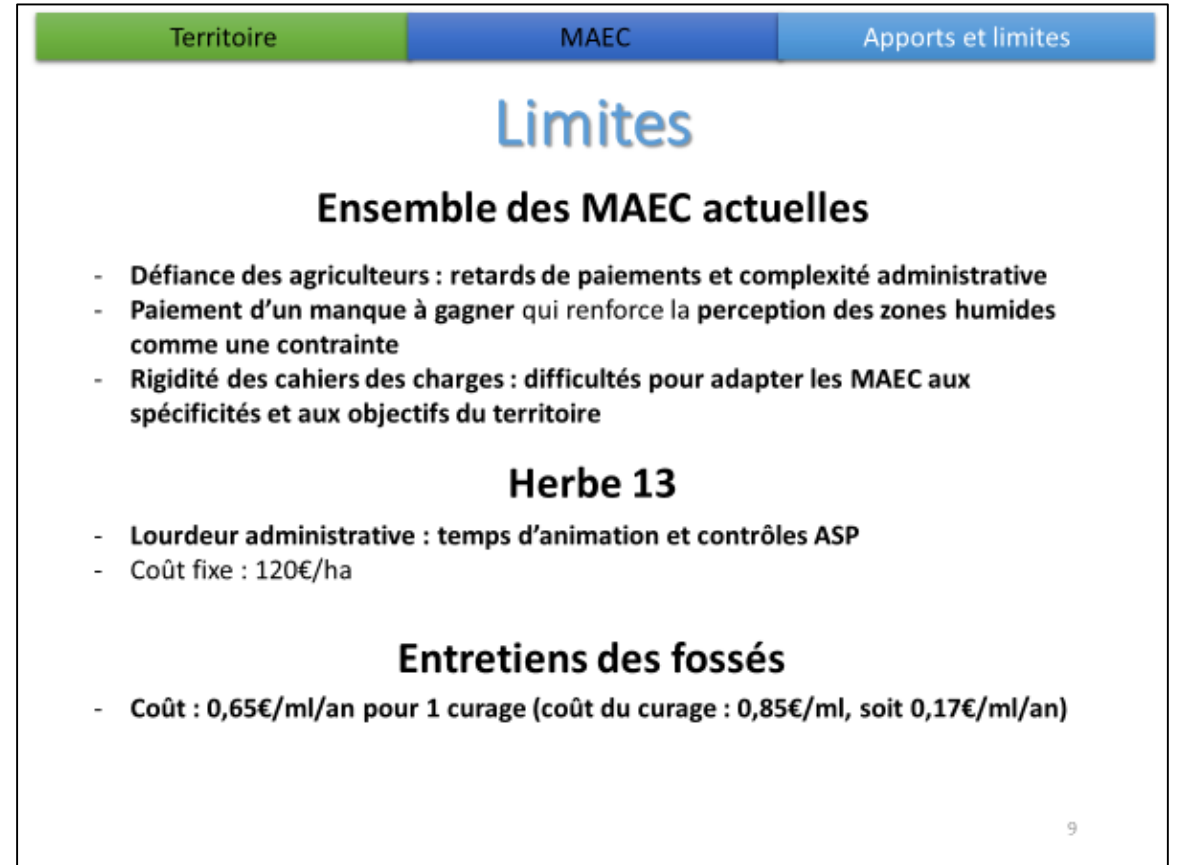 Territoire
MAEC
Apports et limites
Limites
Ensemble des MAEC actuelles
- Défiance des agriculteurs : retards de paiements et complexité administrative
- Paiement d’un manque à gagner qui renforce la perception des zones humides
comme une contrainte
- Rigidité des cahiers des charges : difficultés pour adapter les MAEC aux
spécificités et aux objectifs du territoire
Herbe 13
- Lourdeur administrative : temps d’animation et contrôles ASP
- Coût fixe : 120€/ha
Entretiens des fossés
- Coût : 0,65€/ml/an pour 1 curage (coût du curage : 0,85€/ml, soit 0,17€/ml/an)
9